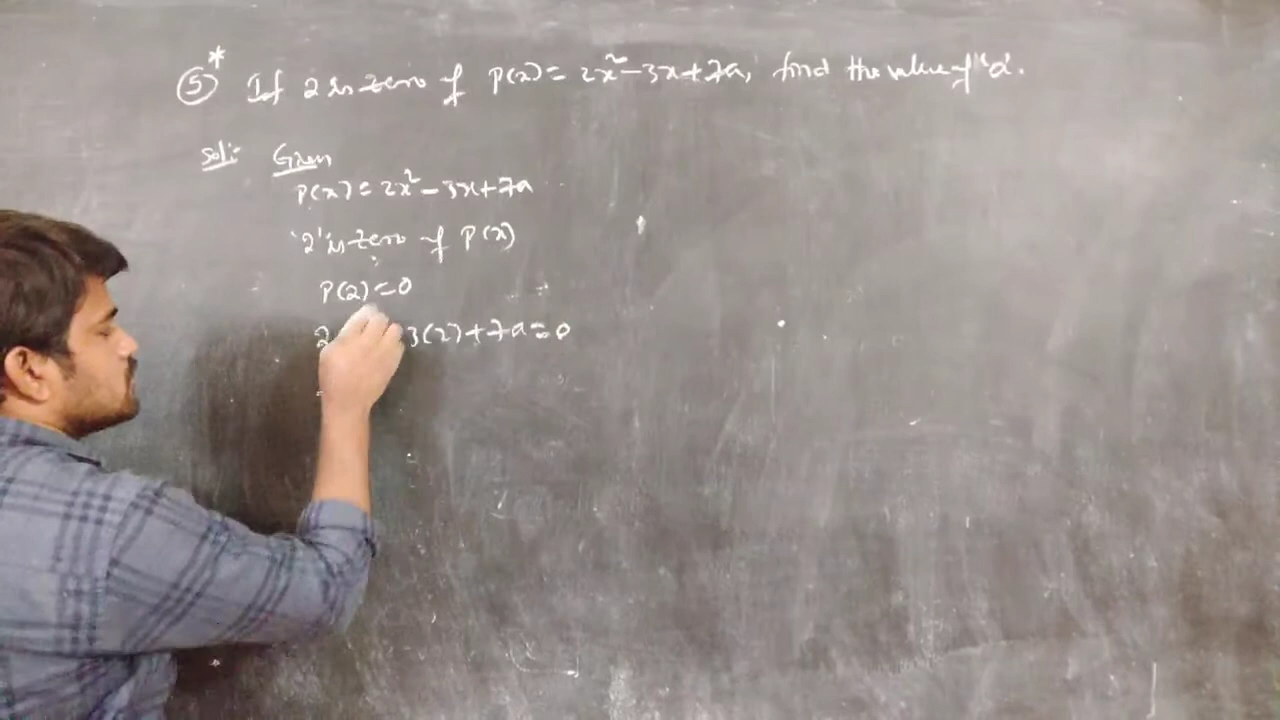 (5)* If 2 is zero of P(x) = 2x² - 3x + 7a, find the value of 'a'.
Sol: Given
P(x) = 2x² - 3x + 7a
'2' is zero of P(x)
P(2) = 0
2 3(2) + 7a = 0